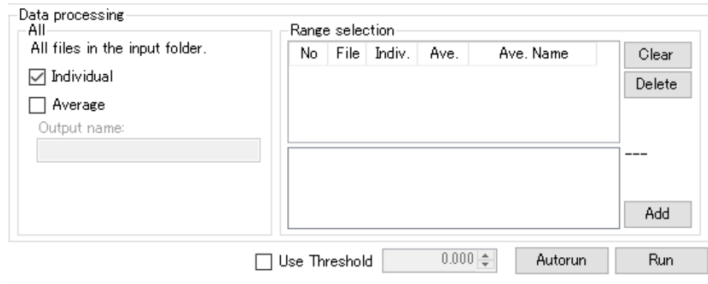 Data processing
All
All files in the input folder.
Individual
Average
Output name:
Range selection
No File Indiv. Ave. Ave. Name
Clear
Delete
---
Add
Use Threshold 0.000 Autorun Run